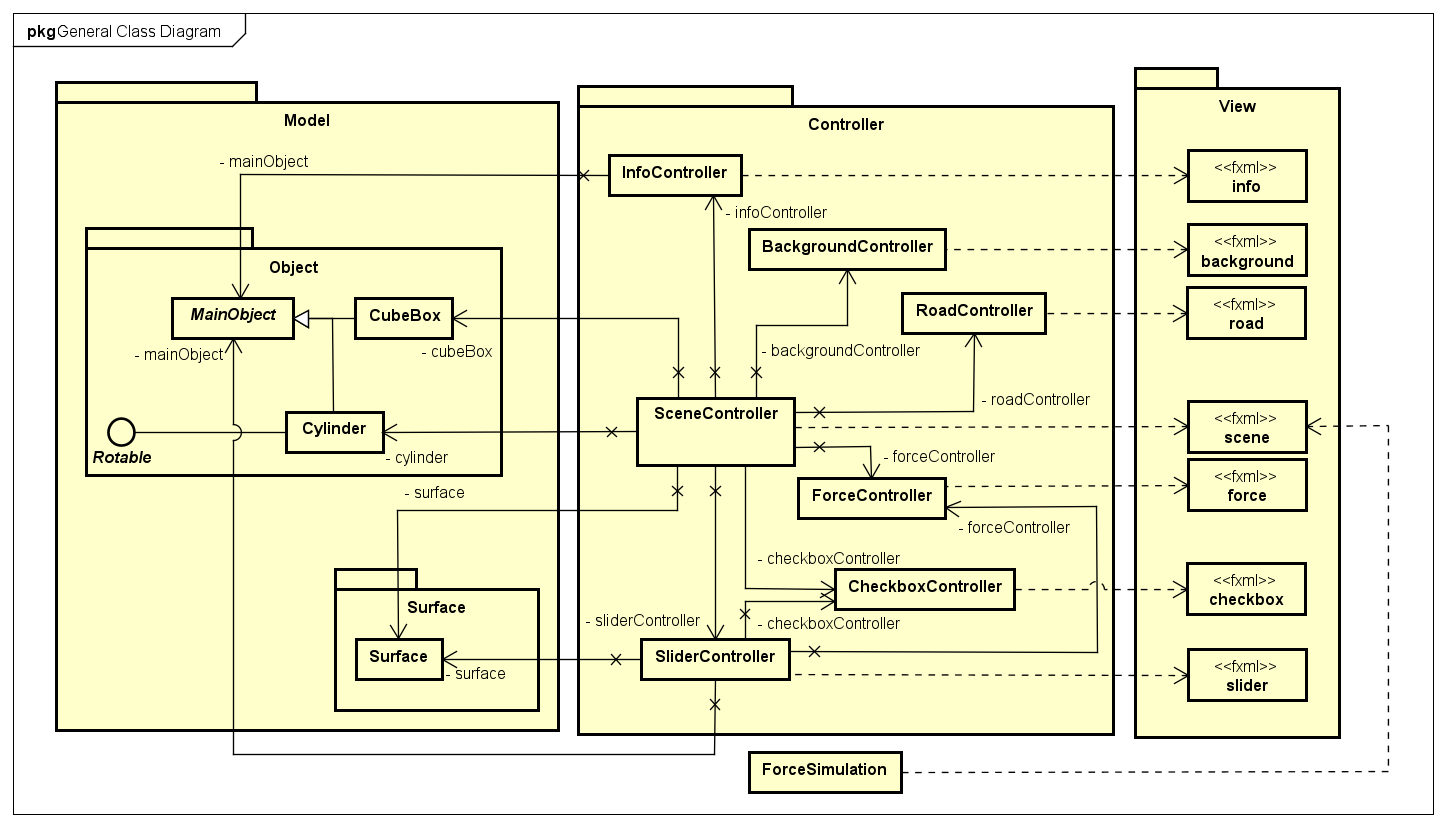 pkgGeneral Class Diagram
Model
Controller
View
- mainObject
InfoController
<<fxml>>
info
- infoController
BackgroundController
<<fxml>>
background
Object
MainObject
CubeBox
RoadController
<<fxml>>
road
- mainObject
- cubeBox
- backgroundController
- roadController
SceneController
<<fxml>>
scene
Cylinder
Rotable
- cylinder
- forceController
- surface
ForceController
<<fxml>>
force
- forceController
- checkboxController
CheckboxController
<<fxml>>
checkbox
Surface
- sliderController
- checkboxController
Surface
- surface
SliderController
<<fxml>>
slider
ForceSimulation